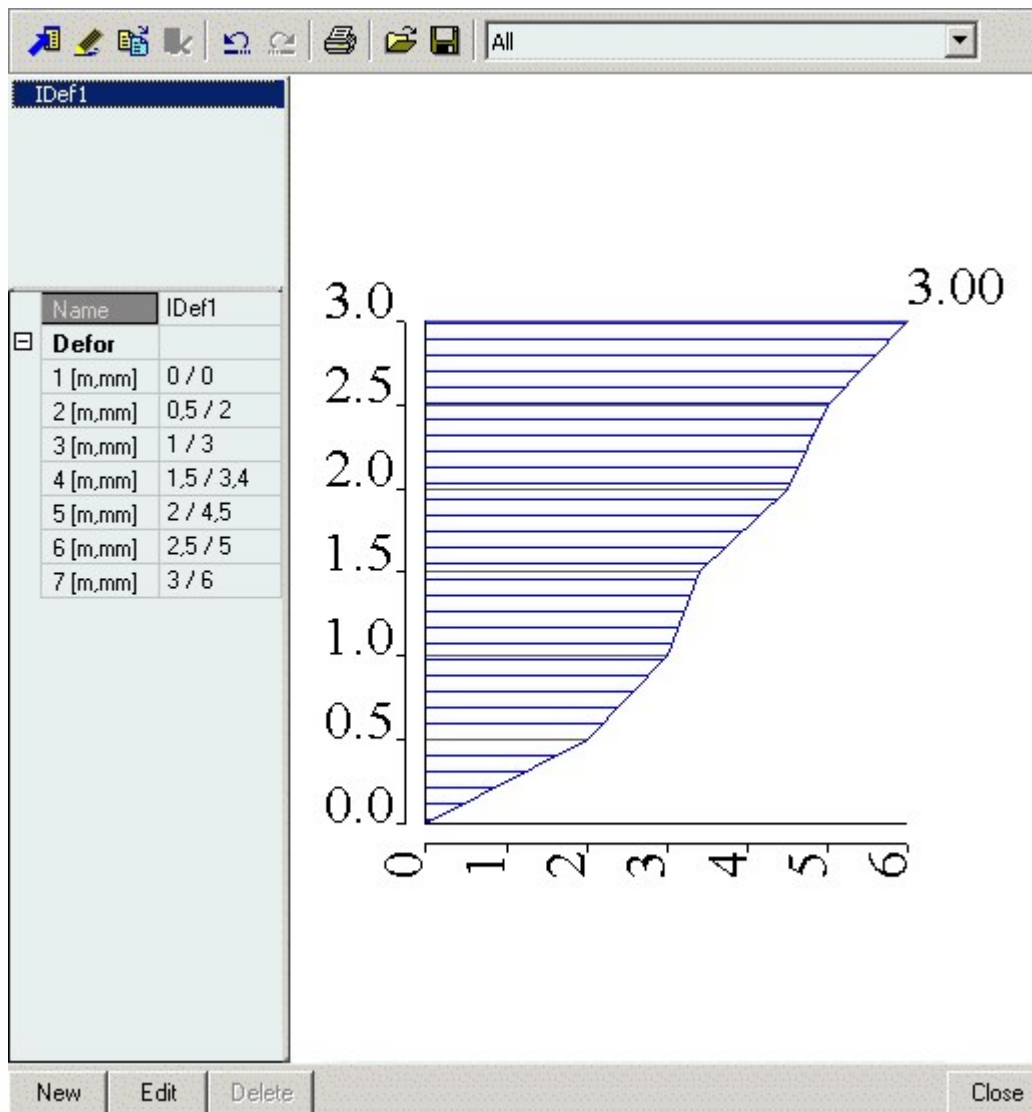 All
IDef1
Name IDef1
Defor
1 [m,mm] 0 / 0
2 [m,mm] 0,5 / 2
3 [m,mm] 1 / 3
4 [m,mm] 1,5 / 3,4
5 [m,mm] 2 / 4,5
6 [m,mm] 2,5 / 5
7 [m,mm] 3 / 6
3.00
3.0
2.5
2.0
1.5
1.0
0.5
0.0
0 1 2 3 4 5 6
New Edit Delete Close